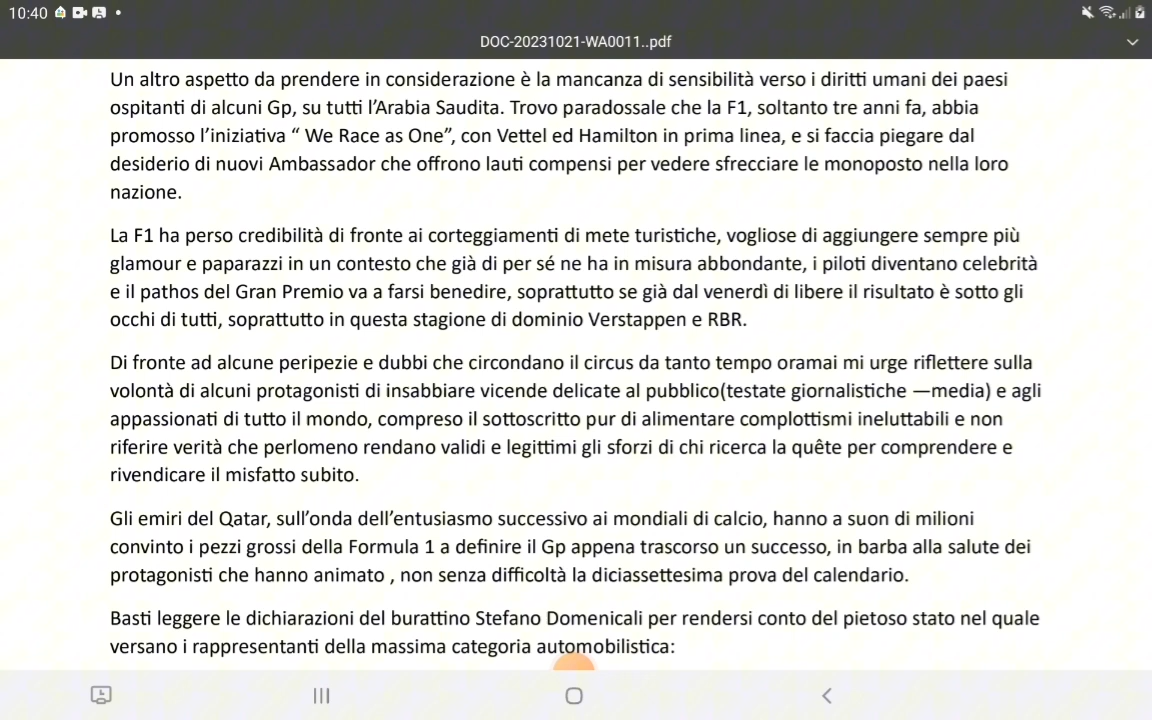 10:40
DOC-20231021-WA0011..pdf
Un altro aspetto da prendere in considerazione è la mancanza di sensibilità verso i diritti umani dei paesi
ospitanti di alcuni Gp, su tutti l’Arabia Saudita. Trovo paradossale che la F1, soltanto tre anni fa, abbia
promosso l’iniziativa “ We Race as One”, con Vettel ed Hamilton in prima linea, e si faccia piegare dal
desiderio di nuovi Ambassador che offrono lauti compensi per vedere sfrecciare le monoposto nella loro
nazione.
La F1 ha perso credibilità di fronte ai corteggiamenti di mete turistiche, vogliose di aggiungere sempre più
glamour e paparazzi in un contesto che già di per sé ne ha in misura abbondante, i piloti diventano celebrità
e il pathos del Gran Premio va a farsi benedire, soprattutto se già dal venerdì di libere il risultato è sotto gli
occhi di tutti, soprattutto in questa stagione di dominio Verstappen e RBR.
Di fronte ad alcune peripezie e dubbi che circondano il circus da tanto tempo oramai mi urge riflettere sulla
volontà di alcuni protagonisti di insabbiare vicende delicate al pubblico(testate giornalistiche —media) e agli
appassionati di tutto il mondo, compreso il sottoscritto pur di alimentare complottismi ineluttabili e non
riferire verità che perlomeno rendano validi e legittimi gli sforzi di chi ricerca la quête per comprendere e
rivendicare il misfatto subito.
Gli emiri del Qatar, sull’onda dell’entusiasmo successivo ai mondiali di calcio, hanno a suon di milioni
convinto i pezzi grossi della Formula 1 a definire il Gp appena trascorso un successo, in barba alla salute dei
protagonisti che hanno animato , non senza difficoltà la diciassettesima prova del calendario.
Basti leggere le dichiarazioni del burattino Stefano Domenicali per rendersi conto del pietoso stato nel quale
versano i rappresentanti della massima categoria automobilistica: